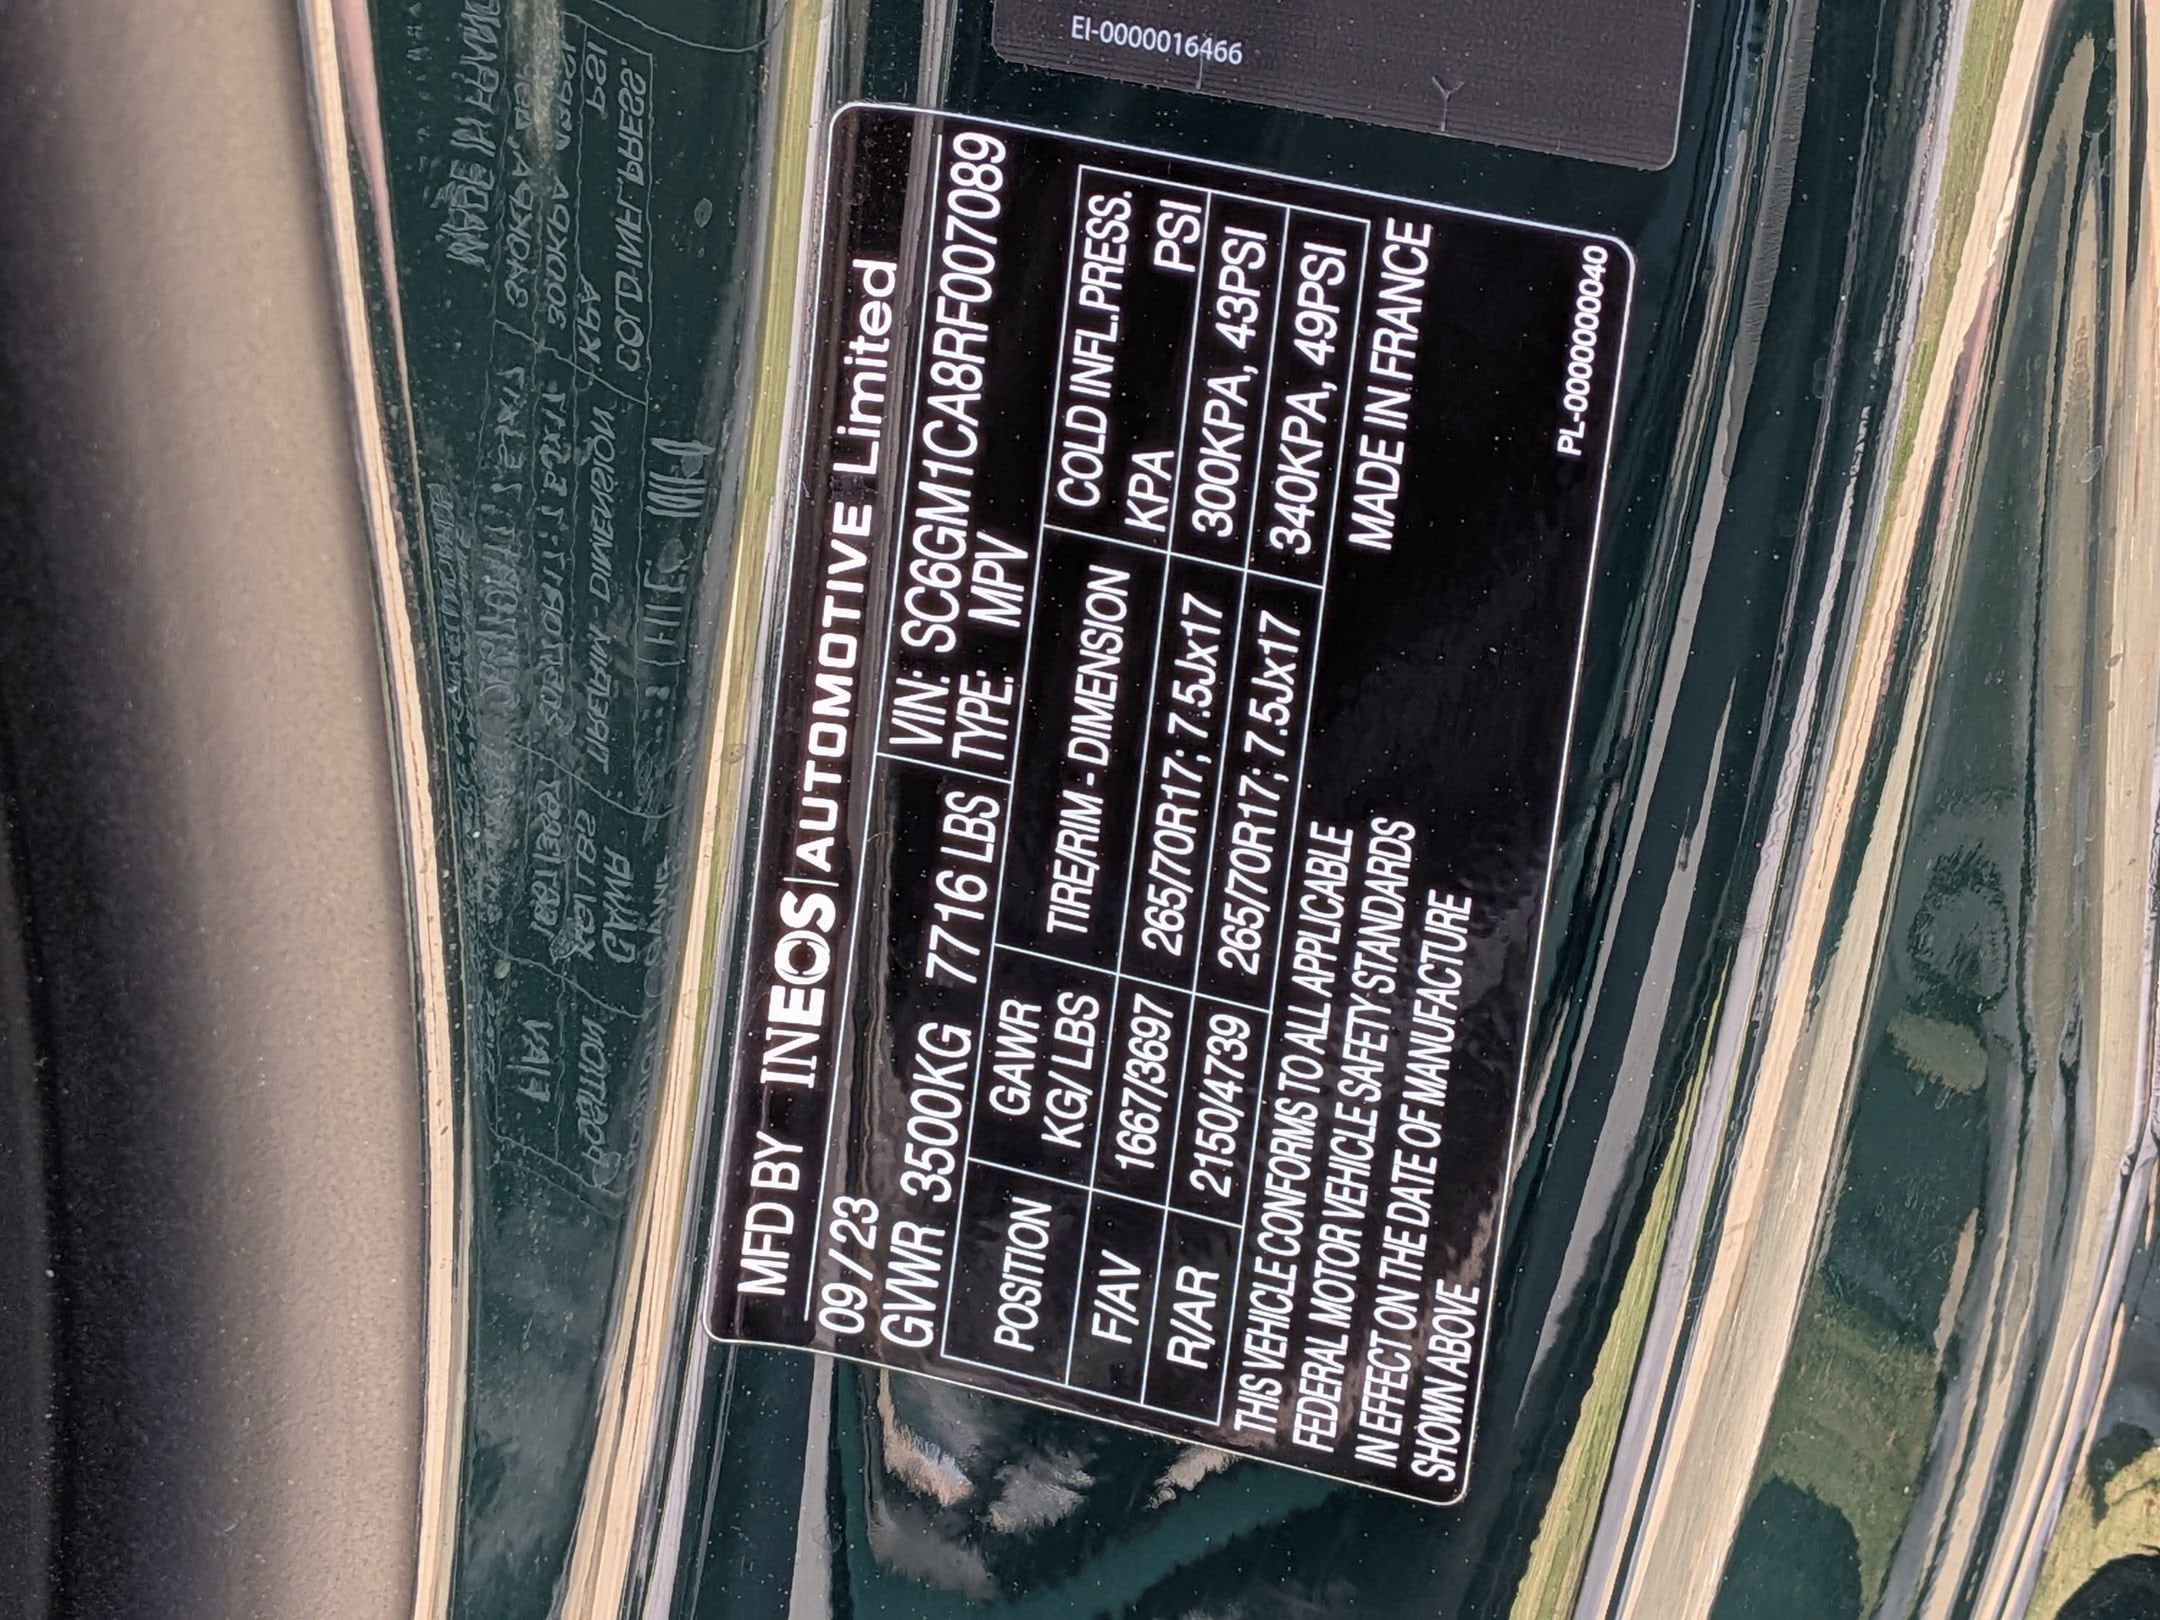 EI-0000016466
MFD BY INEOS | AUTOMOTIVE Limited
09 / 23
GVWR 3500KG 7716 LBS
VIN: SC6GM1CA8RF007089
TYPE: MPV
POSITION
GAWR
KG/ LBS
TIRE/RIM - DIMENSION
COLD INFL.PRESS.
KPA PSI
F/AV 1667/3697 265/70R17; 7.5Jx17 300KPA, 43PSI
R/AR 2150/4739 265/70R17; 7.5Jx17 340KPA, 49PSI
THIS VEHICLE CONFORMS TO ALL APPLICABLE
FEDERAL MOTOR VEHICLE SAFETY STANDARDS
IN EFFECT ON THE DATE OF MANUFACTURE
SHOWN ABOVE
MADE IN FRANCE
PL-0000000040